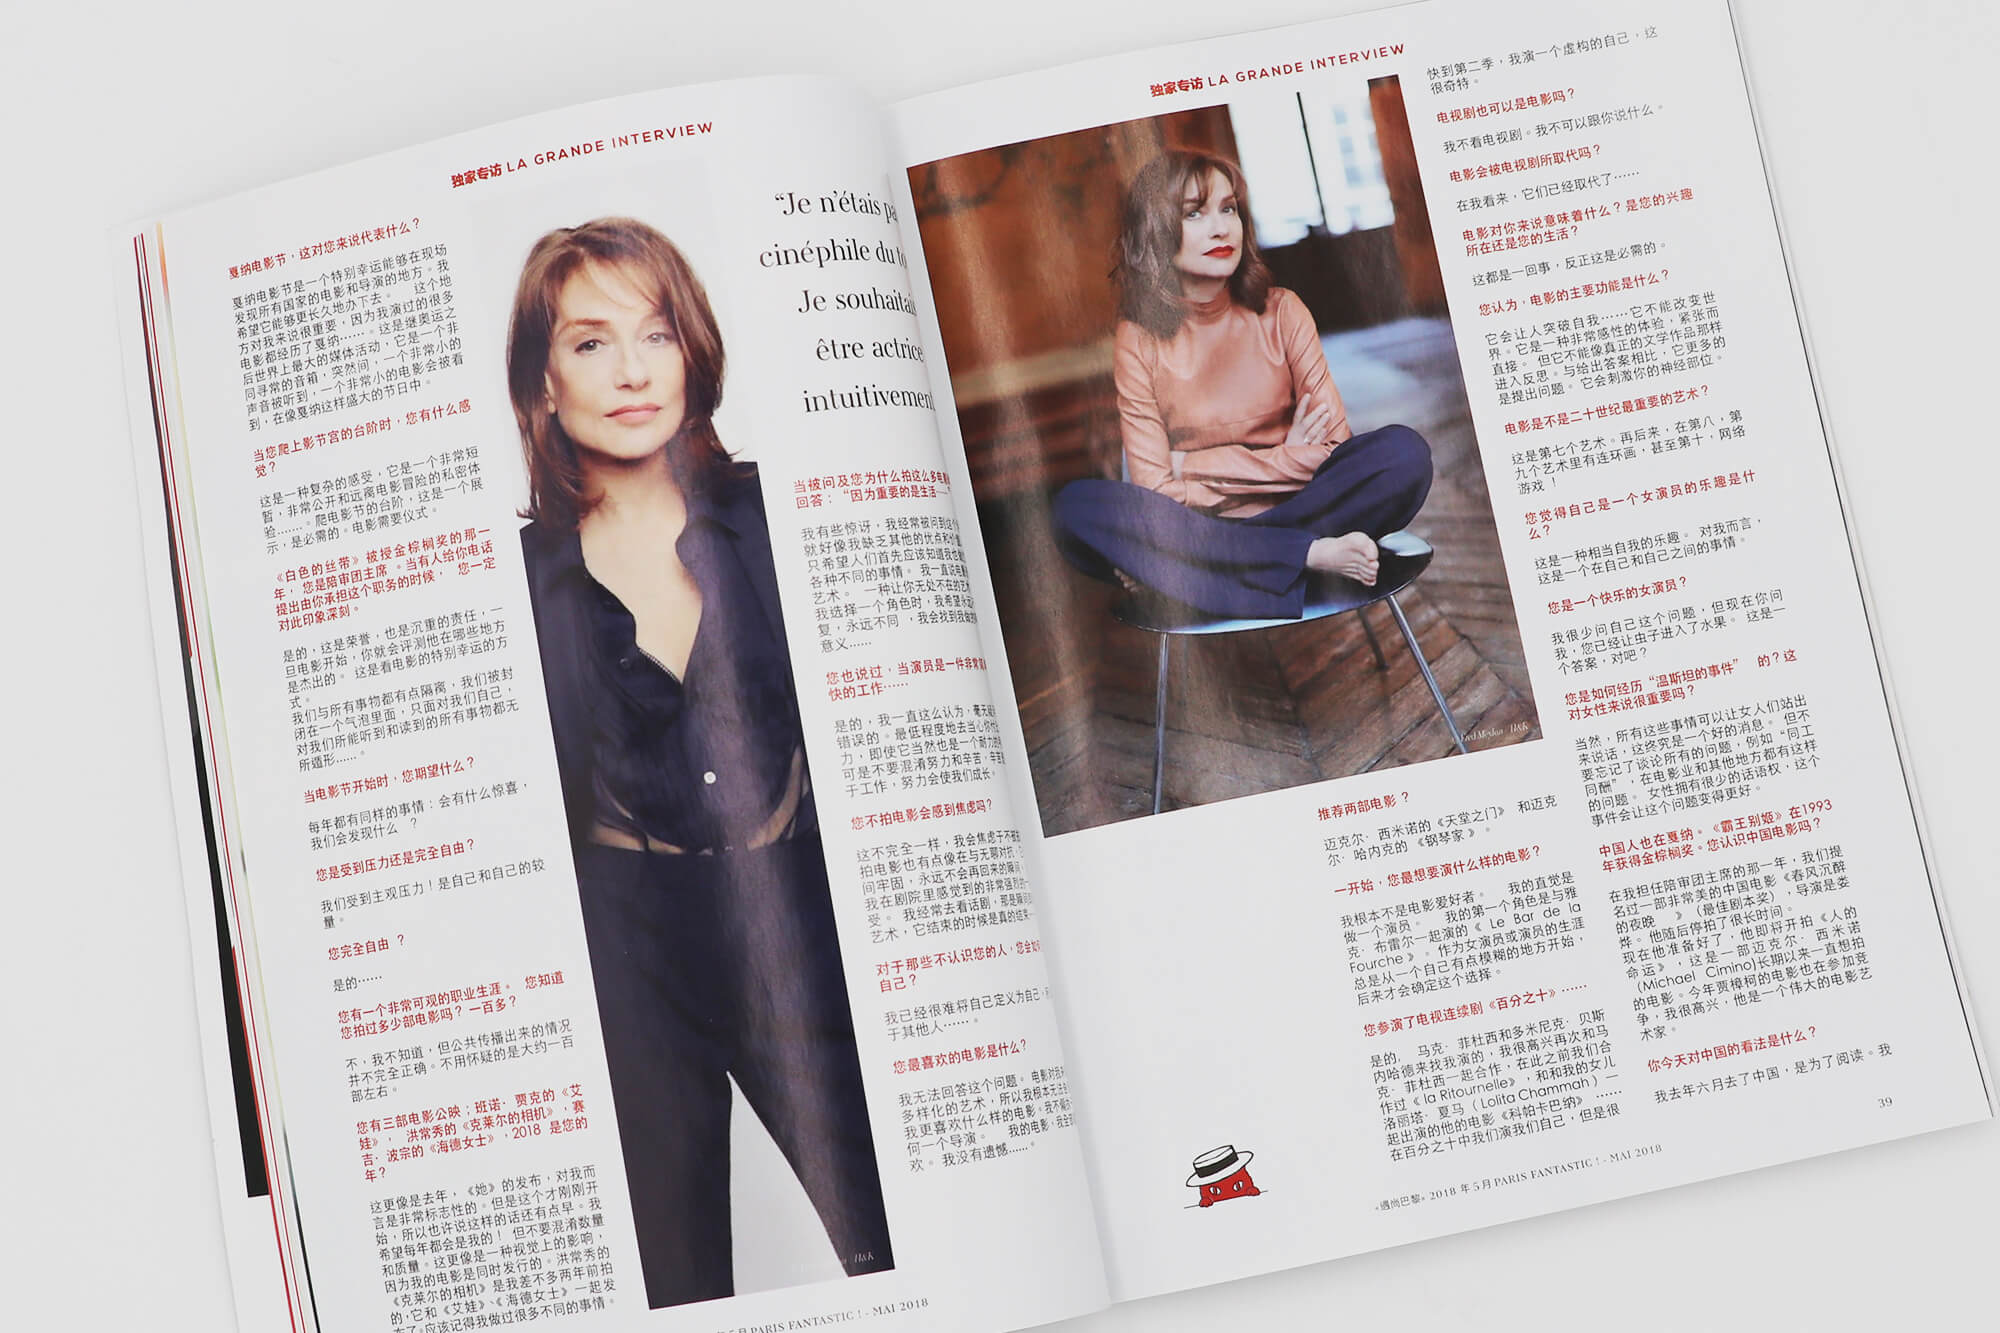 独家专访 LA GRANDE INTERVIEW
戛纳电影节，这对您来说代表什么？
戛纳电影节是一个特别幸运能够在现场
发现所有国家的电影和导演的地方。我
希望它能够更长久地办下去。 这个地
方对我来说很重要，因为我演过的很多
电影都经历了戛纳……。这是继奥运之
后世界上最大的媒体活动，它是一个非
同寻常的音箱，突然间，一个非常小的
声音被听到，一个非常小的电影会被看
到，在像戛纳这样盛大的节日中。
当您爬上影节宫的台阶时，您有什么感
觉？
这是一种复杂的感受，它是一个非常短
暂，非常公开和远离电影冒险的私密体
验……。爬电影节的台阶，这是一个展
示，是必需的。电影需要仪式。
《白色的丝带》被授金棕榈奖的那一
年，您是陪审团主席 。当有人给你电话
提出由你承担这个职务的时候， 您一定
对此印象深刻。
是的，这是荣誉，也是沉重的责任，一
旦电影开始，你就会评测他在哪些地方
是杰出的。 这是看电影的特别幸运的方
式。
我们与所有事物都有点隔离，我们被封
闭在一个气泡里面，只面对我们自己，
对我们所能听到和读到的所有事物都无
所遁形……。
当电影节开始时，您期望什么？
每年都有同样的事情：会有什么惊喜，
我们会发现什么 ？
您是受到压力还是完全自由？
我们受到主观压力！是自己和自己的较
量。
您完全自由 ？
是的……
您有一个非常可观的职业生涯。 您知道
您拍过多少部电影吗？一百多？
不，我不知道，但公共传播出来的情况
并不完全正确。不用怀疑的是大约一百
部左右。
您有三部电影公映；班诺·贾克的《艾
娃》， 洪常秀的《克莱尔的相机》，赛
吉·波宗的《海德女士》，2018 是您的
年？
这更像是去年，《她》的发布，对我而
言是非常标志性的。但是这个才刚刚开
始，所以也许说这样的话还有点早。我
希望每年都会是我的！ 但不要混淆数量
和质量。这更像是一种视觉上的影响，
因为我的电影是同时发行的。洪常秀的
《克莱尔的相机》是我差不多两年前拍
的，它和《艾娃》、《海德女士》一起发
应该记得我做过很多不同的事情。
“Je n’étais
cinéphile du
Je souhaitais
être actrice
intuitivement
当被问及您为什么拍这么多电
回答：“因为重要的是生活
我有些惊讶，我经常被问到这
就好像我缺乏其他的优点和
只希望人们首先应该知道我
各种不同的事情。 我一直说电
艺术。 一种让你无处不在的艺
我选择一个角色时，我希望
复，永远不同 ，我会找到
意义……
您也说过，当演员是一件非常
快的工作……
是的，我一直这么认为，
错误的。最低程度地去
力，即使它当然也是一个耐力
可是不要混淆努力和辛苦，
于工作，努力会使我们成长。
您不拍电影会感到焦虑吗？
这不完全一样，我会焦虑于不被
拍电影也有点像在与无聊对抗，
间牢固，永远不会再回来的瞬间
我在剧院里感觉到的非常强烈的
受。 我经常去看话剧，那是瞬间
艺术，它结束的时候是真的结束
对于那些不认识您的人，您会如
自己？
我已经很难将自己定义为自己，
于其他人……。
您最喜欢的电影是什么？
我无法回答这个问题。 电影对
多样化的艺术，所以我根本无法
我更喜欢什么样的电影。我不
何一个导演。 我的电影，我全
欢。 我没有遗憾……。
H&K
PARIS FANTASTIC ! - MAI 2018
独家专访 LA GRANDE INTERVIEW
H&K
推荐两部电影 ？
迈克尔·西米诺的《天堂之门》 和迈克
尔·哈内克的《钢琴家 》。
一开始，您最想要演什么样的电影？
我根本不是电影爱好者。 我的直觉是
做一个演员。 我的第一个角色是与雅
克·布雷尔一起演的《 Le Bar de la
Fourche 》。作为女演员或演员的生涯
总是从一个自己有点模糊的地方开始，
后来才会确定这个选择。
您参演了电视连续剧《百分之十》……
是的， 马克·菲杜西和多米尼克·贝斯
内哈德来找我演的，我很高兴再次和马
克·菲杜西一起合作，在此之前我们合
作过《 la Ritournelle》，和和我的女儿
洛丽塔·夏马（ Lolita Chammah）一
起出演的他的电影《科帕卡巴纳》 ……
在百分之十中我们演我们自己，但是很
快到第二季，我演一个虚构的自己，这
很奇特。
电视剧也可以是电影吗？
我不看电视剧。我不可以跟你说什么。
电影会被电视剧所取代吗？
在我看来，它们已经取代了……
电影对你来说意味着什么？是您的兴趣
所在还是您的生活？
这都是一回事，反正这是必需的。
您认为，电影的主要功能是什么？
它会让人突破自我……它不能改变世
界。它是一种非常感性的体验，紧张而
直接。 但它不能像真正的文学作品那样
进入反思。与给出答案相比，它更多的
是提出问题。 它会刺激你的神经部位。
电影是不是二十世纪最重要的艺术？
这是第七个艺术。再后来，在第八，第
九个艺术里有连环画，甚至第十，网络
游戏 ！
您觉得自己是一个女演员的乐趣是什
么？
这是一种相当自我的乐趣。 对我而言，
这是一个在自己和自己之间的事情。
您是一个快乐的女演员？
我很少问自己这个问题，但现在你问
我，您已经让虫子进入了水果。 这是一
个答案，对吧？
您是如何经历“温斯坦的事件” 的？这
对女性来说很重要吗？
当然，所有这些事情可以让女人们站出
来说话，这终究是一个好的消息。 但不
要忘记了谈论所有的问题，例如“同工
同酬”，在电影业和其他地方都有这样
的问题。 女性拥有很少的话语权，这个
事件会让这个问题变得更好。
中国人也在戛纳。《霸王别姬》在1993
年获得金棕榈奖。您认识中国电影吗？
在我担任陪审团主席的那一年，我们提
名过一部非常美的中国电影《春风沉醉
的夜晚 》（最佳剧本奖），导演是娄
烨。他随后停拍了很长时间。
现在他准备好了，他即将开拍《人的
命运》，这是一部迈克尔·西米诺
(Michael Cimino)长期以来一直想拍
的电影。今年贾樟柯的电影也在参加竞
争，我很高兴，他是一个伟大的电影艺
术家。
你今天对中国的看法是什么？
我去年六月去了中国，是为了阅读。我
39
«遇尚巴黎» 2018 年 5 月 PARIS FANTASTIC ! - MAI 2018